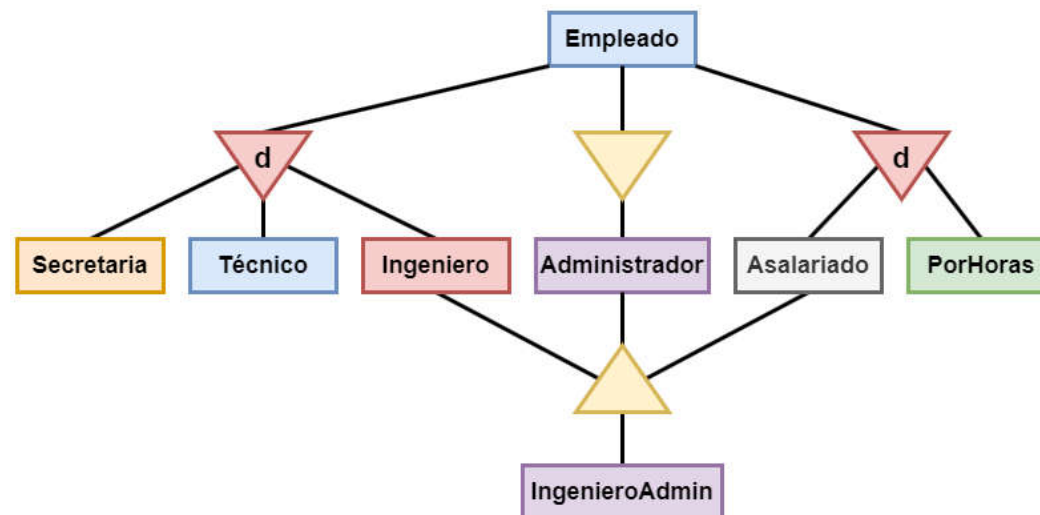 Empleado
d
d
Secretaria
Técnico
Ingeniero
Administrador
Asalariado
PorHoras
IngenieroAdmin